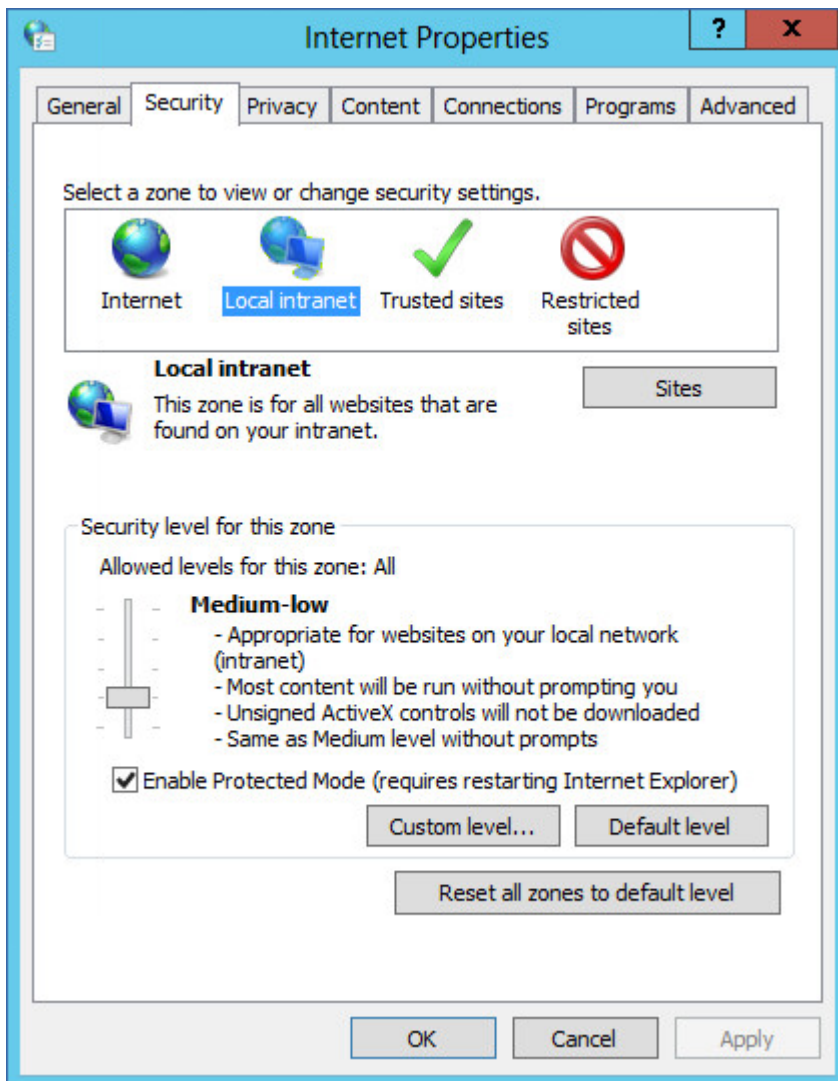 Internet Properties
?
x
General
Security
Privacy
Content
Connections
Programs
Advanced
Select a zone to view or change security settings.
Internet
Local intranet
Trusted sites
Restricted
sites
Local intranet
This zone is for all websites that are
found on your intranet.
Sites
Security level for this zone
Allowed levels for this zone: All
Medium-low
- Appropriate for websites on your local network
(intranet)
- Most content will be run without prompting you
- Unsigned ActiveX controls will not be downloaded
- Same as Medium level without prompts
Enable Protected Mode (requires restarting Internet Explorer)
Custom level...
Default level
Reset all zones to default level
OK
Cancel
Apply